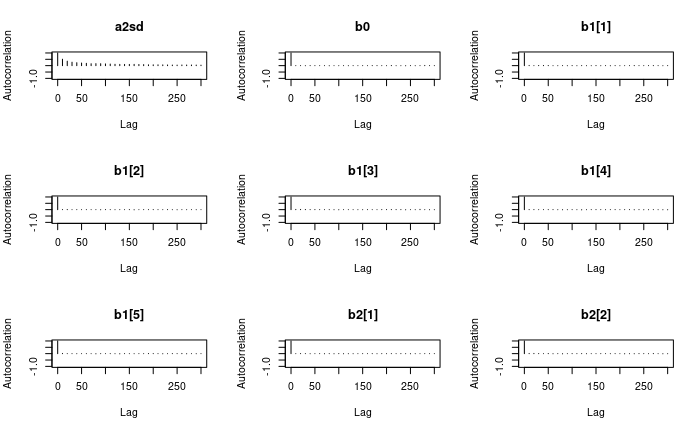 a2sd b0 b1[1]
Autocorrelation Autocorrelation Autocorrelation
-1.0 -1.0 -1.0
0 50 150 250 0 50 150 250 0 50 150 250
Lag Lag Lag
b1[2] b1[3] b1[4]
Autocorrelation Autocorrelation Autocorrelation
-1.0 -1.0 -1.0
0 50 150 250 0 50 150 250 0 50 150 250
Lag Lag Lag
b1[5] b2[1] b2[2]
Autocorrelation Autocorrelation Autocorrelation
-1.0 -1.0 -1.0
0 50 150 250 0 50 150 250 0 50 150 250
Lag Lag Lag